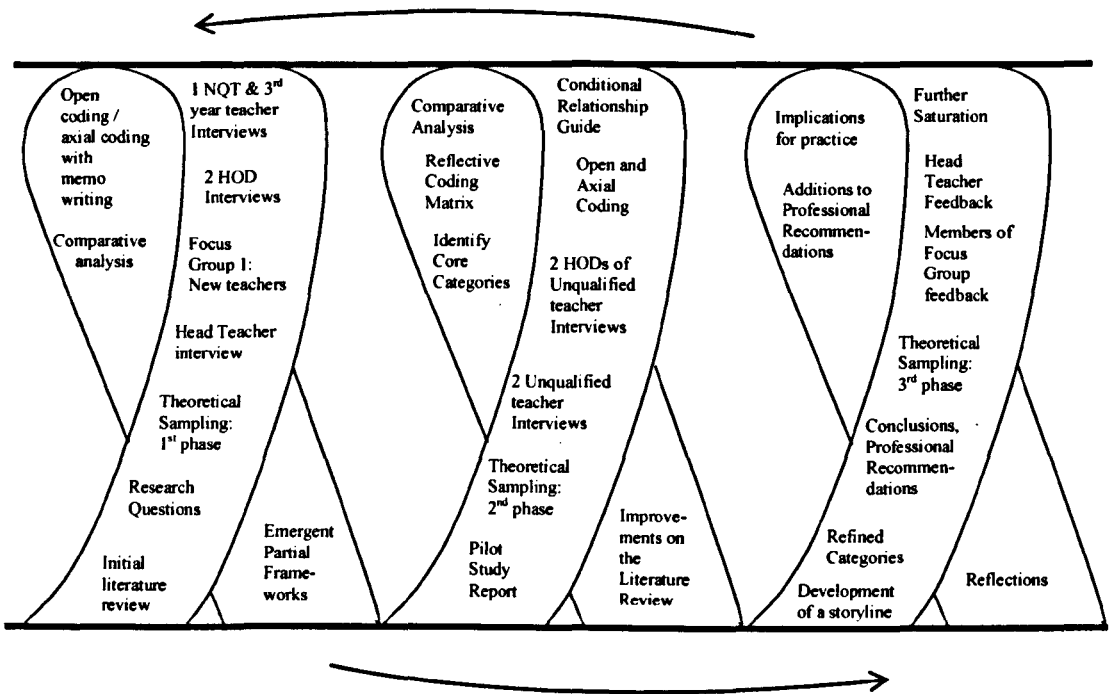 Open
coding /
axial coding
with
memo
writing
Comparative
analysis
1 NQT & 3rd
year teacher
Interviews
2 HOD
Interviews
Focus
Group 1:
New teachers
Head Teacher
interview
Theoretical
Sampling:
1st phase
Research
Questions
Initial
literature
review
Emergent
Partial
Frame-
works
Comparative
Analysis
Reflective
Coding
Matrix
Identify
Core
Categories
Conditional
Relationship
Guide
Open and
Axial
Coding
2 HODs of
Unqualified
teacher
Interviews
2 Unqualified
teacher
Interviews
Theoretical
Sampling:
2nd phase
Pilot
Study
Report
Improve-
ments on
the
Literature
Review
Implications
for practice
Additions to
Professional
Recommen-
dations
Further
Saturation
Head
Teacher
Feedback
Members of
Focus
Group
feedback
Theoretical
Sampling:
3rd phase
Conclusions,
Professional
Recommen-
dations
Refined
Categories
Development
of a storyline
Reflections